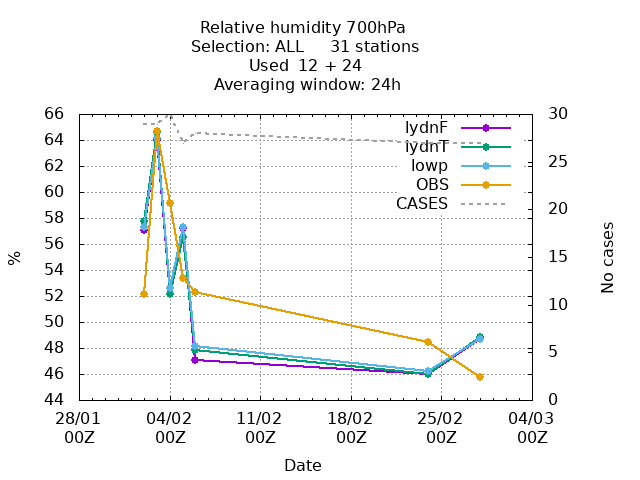 Relative humidity 700hPa
Selection: ALL 31 stations
Used 12 + 24
Averaging window: 24h
66
64
62
60
58
56
54
52
50
48
46
44
%
30
25
20
15
10
5
0
No cases
lydnF
lydnT
lowp
OBS
CASES
28/01 04/02 11/02 18/02 25/02 04/03
00Z 00Z 00Z 00Z 00Z 00Z
Date